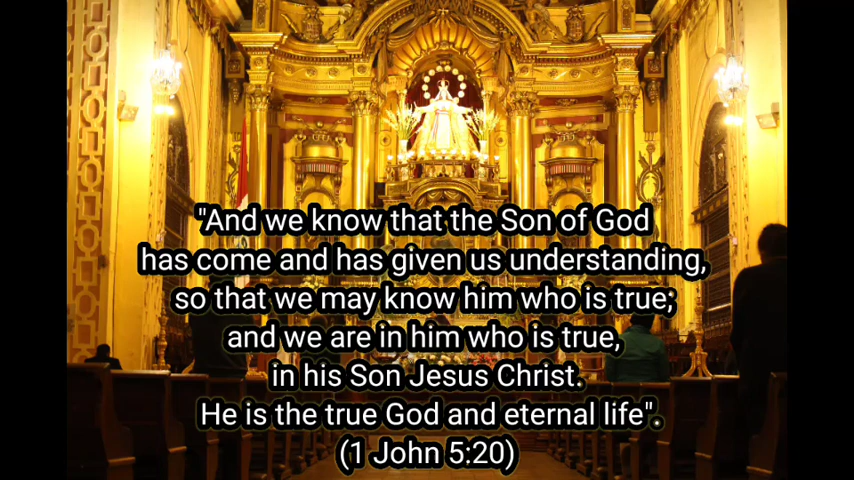 "And we know that the Son of God
has come and has given us understanding,
so that we may know him who is true;
and we are in him who is true,
in his Son Jesus Christ.
He is the true God and eternal life".
(1 John 5:20)